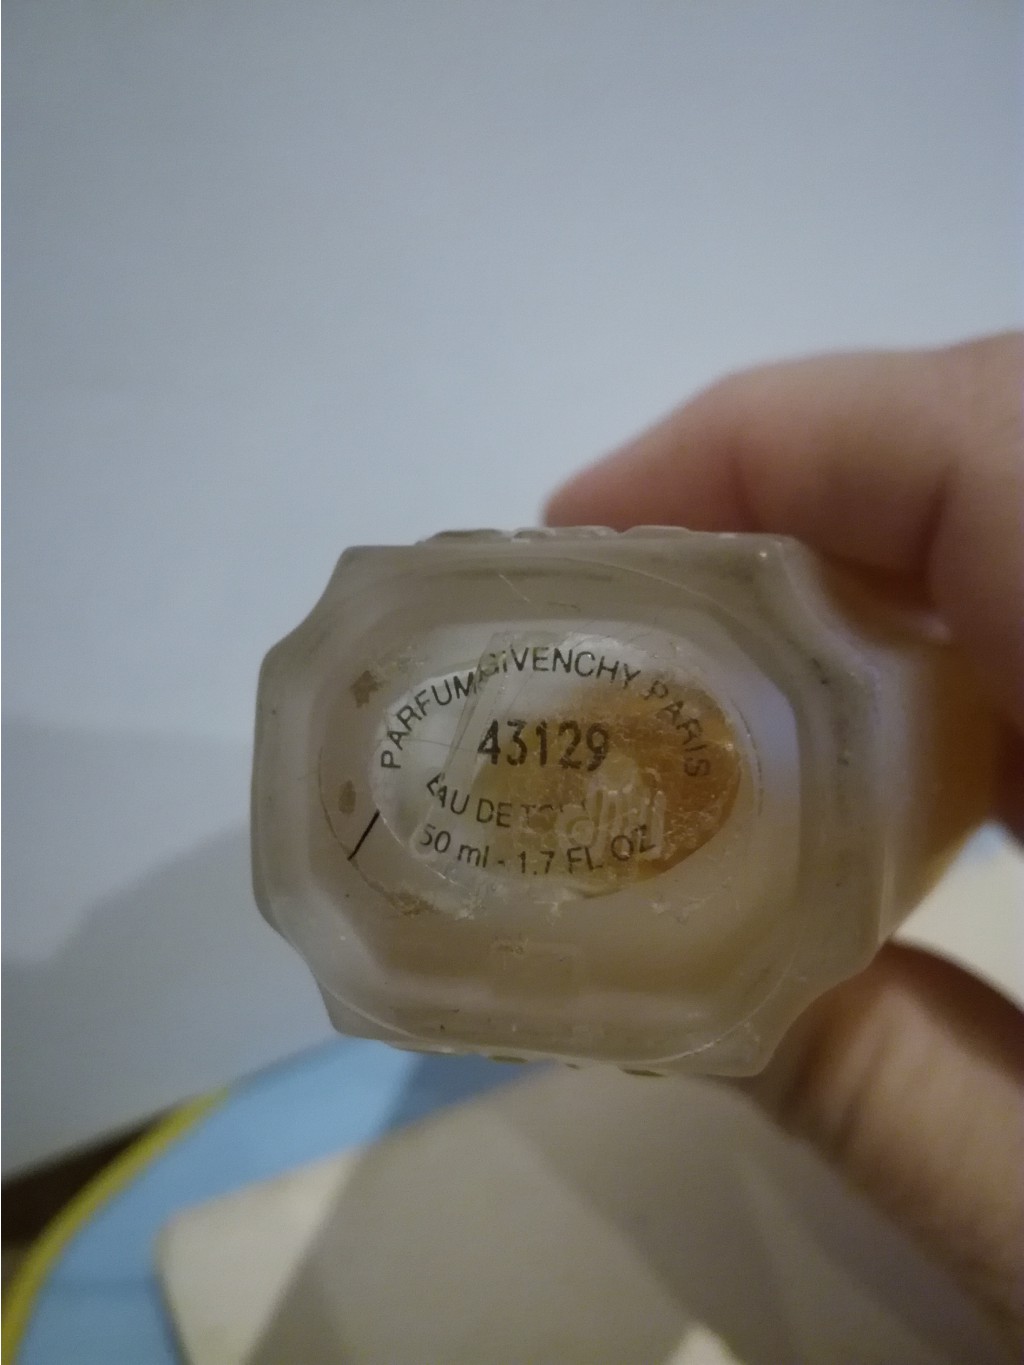 PARFUMS GIVENCHY PARIS
43129
EAU DE
50 ml - 1.7 FL OZ